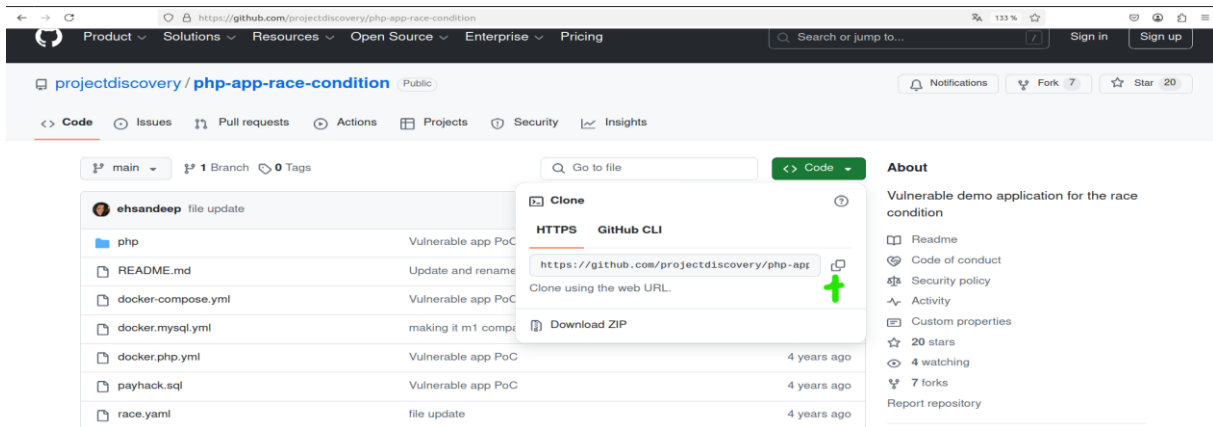 https://github.com/projectdiscovery/php-app-race-condition 133 %
Product Solutions Resources Open Source Enterprise Pricing Search or jump to... / Sign in Sign up
projectdiscovery / php-app-race-condition Public Notifications Fork 7 Star 20
<> Code Issues Pull requests Actions Projects Security Insights
main 1 Branch 0 Tags Go to file <> Code About
Vulnerable demo application for the race
condition
ehsandeep file update
Clone
HTTPS GitHub CLI
https://github.com/projectdiscovery/php-app
Clone using the web URL.
Download ZIP
php Vulnerable app PoC
README.md Update and rename
docker-compose.yml Vulnerable app PoC
docker.mysql.yml making it m1 compa
docker.php.yml Vulnerable app PoC 4 years ago
payhack.sql Vulnerable app PoC 4 years ago
race.yaml file update 4 years ago
Readme
Code of conduct
Security policy
Activity
Custom properties
20 stars
4 watching
7 forks
Report repository